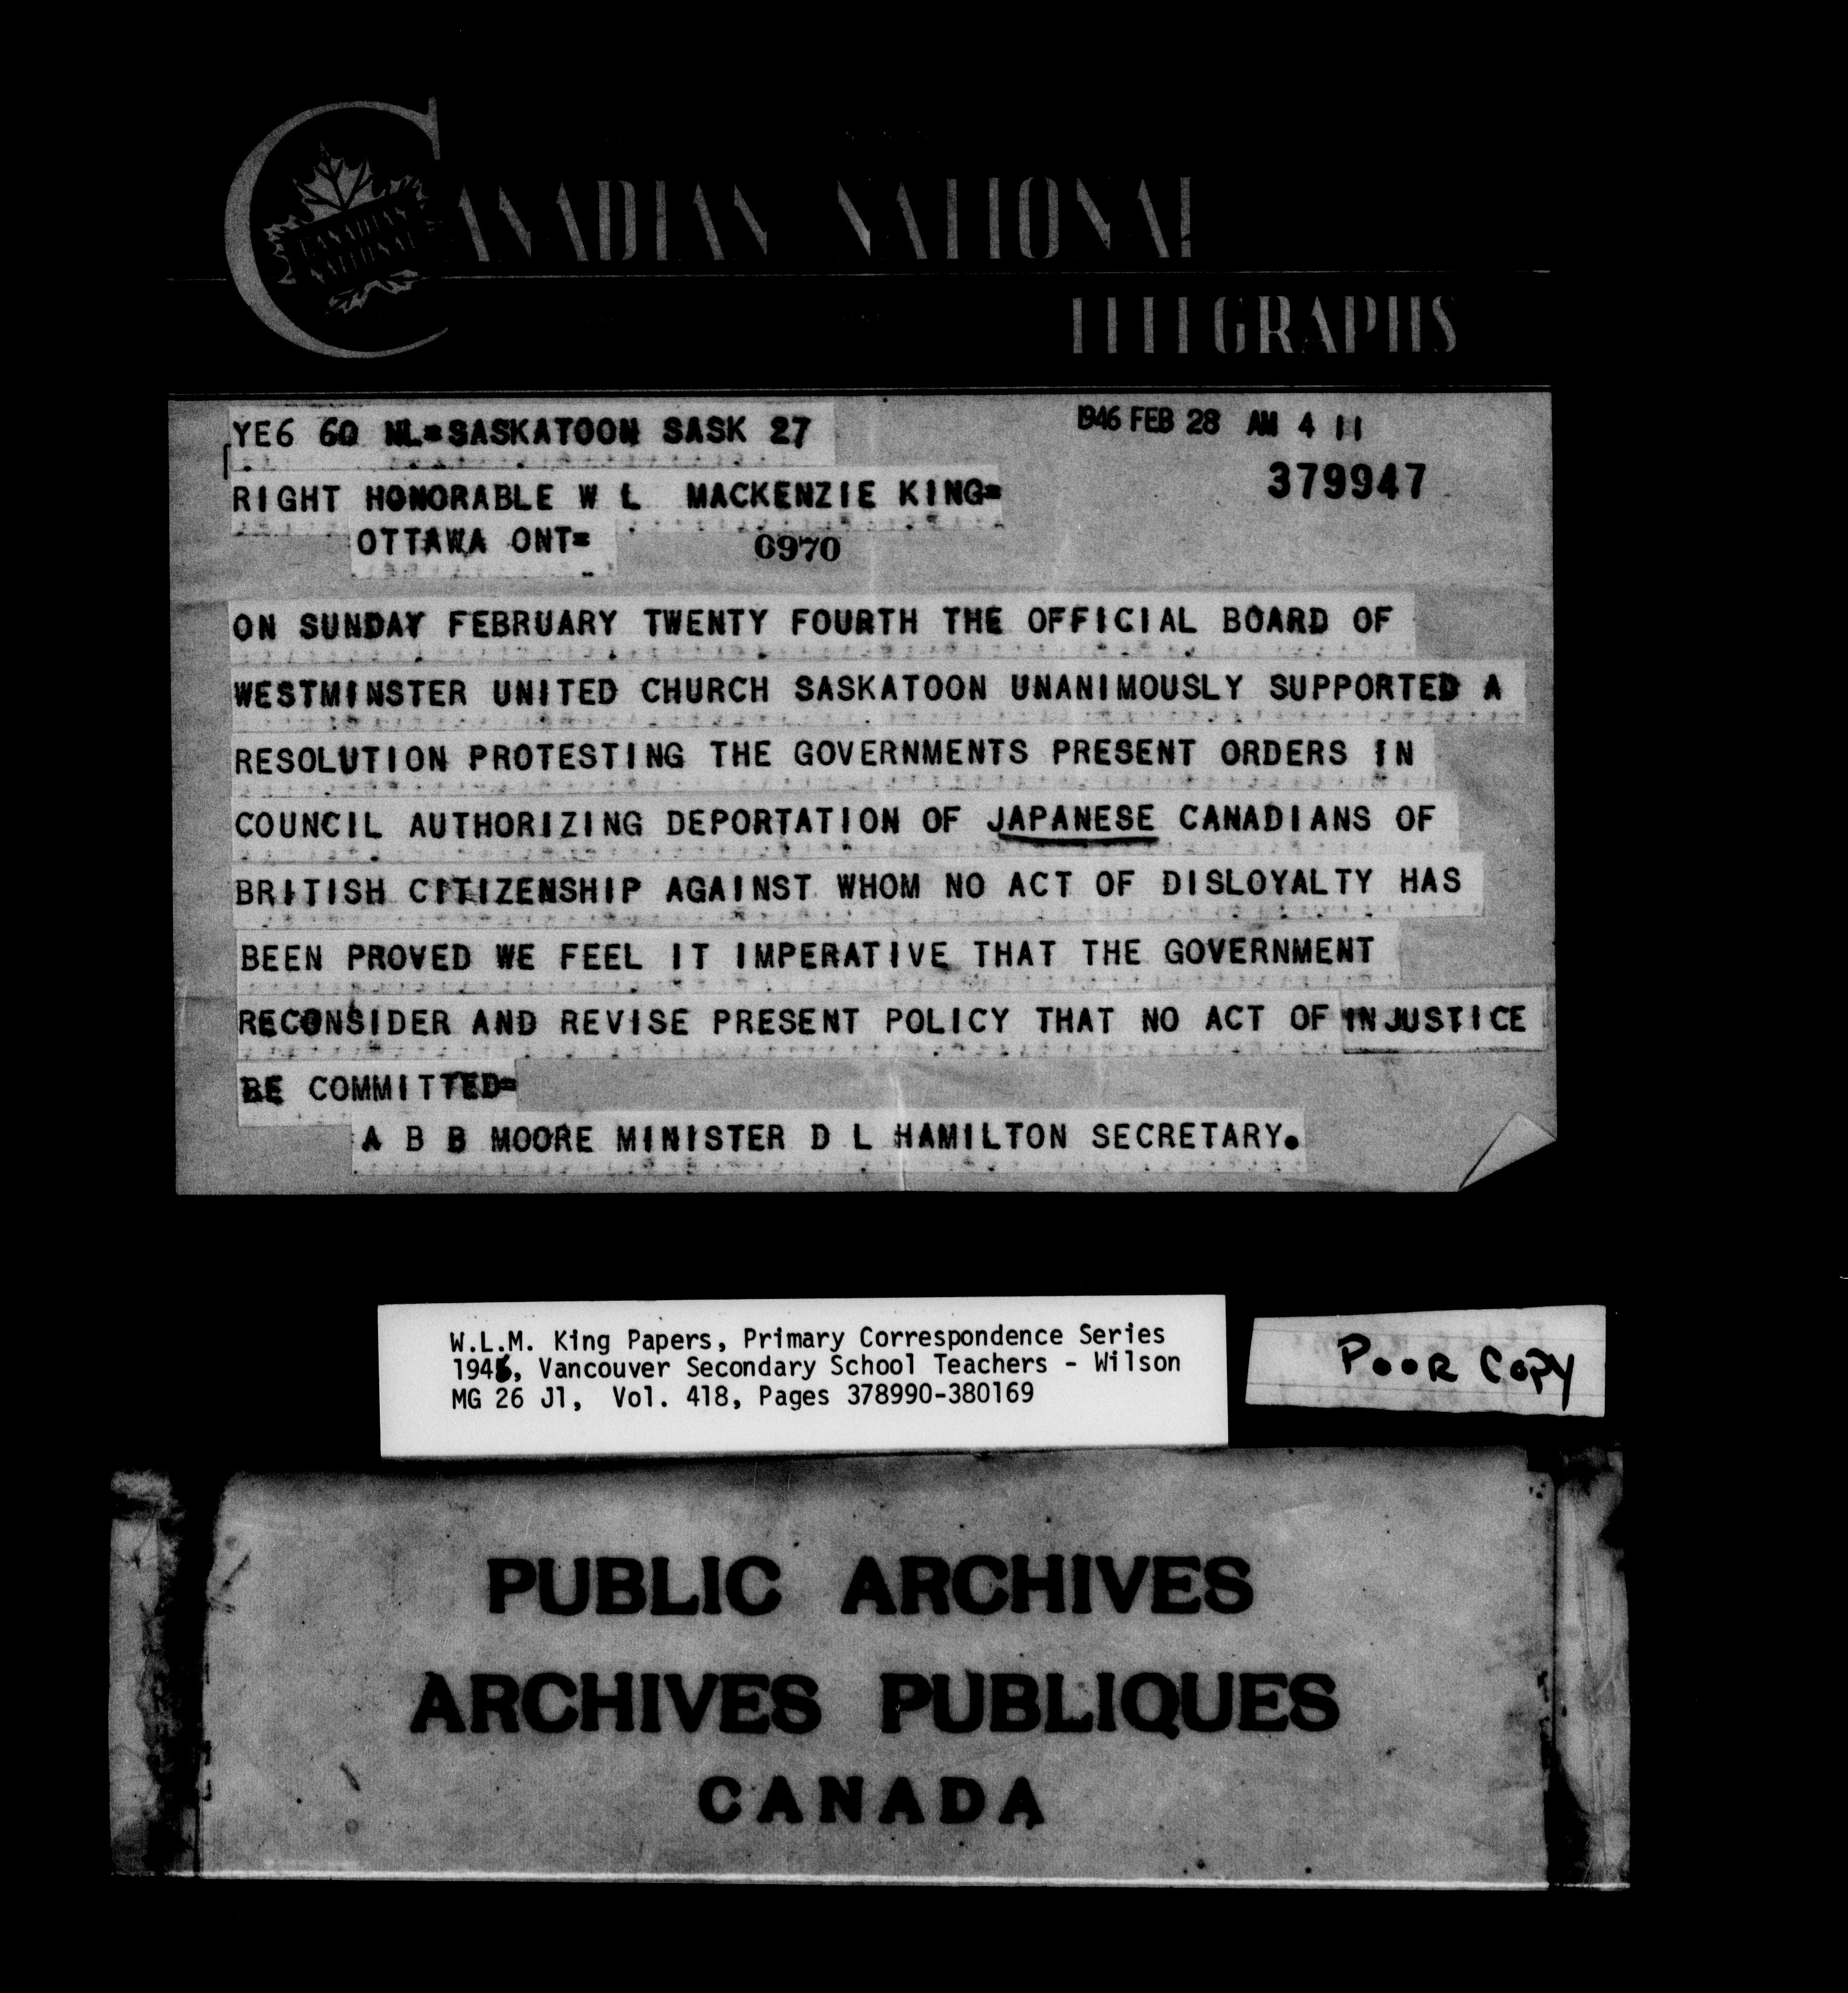 CANADIAN NATIONAL
CANADIAN
NATIONAL
TELEGRAPHS
YE6 60 NL=SASKATOON SASK 27
1946 FEB 28 AM 4 11
379947
RIGHT HONORABLE W L MACKENZIE KING=
OTTAWA ONT=
6970
ON SUNDAY FEBRUARY TWENTY FOURTH THE OFFICIAL BOARD OF
WESTMINSTER UNITED CHURCH SASKATOON UNANIMOUSLY SUPPORTED A
RESOLUTION PROTESTING THE GOVERNMENTS PRESENT ORDERS IN
COUNCIL AUTHORIZING DEPORTATION OF JAPANESE CANADIANS OF
BRITISH CITIZENSHIP AGAINST WHOM NO ACT OF DISLOYALTY HAS
BEEN PROVED WE FEEL IT IMPERATIVE THAT THE GOVERNMENT
RECONSIDER AND REVISE PRESENT POLICY THAT NO ACT OF INJUSTICE
BE COMMITTED=
A B B MOORE MINISTER D L HAMILTON SECRETARY.
W.L.M. King Papers, Primary Correspondence Series
1946, Vancouver Secondary School Teachers - Wilson
MG 26 J1, Vol. 418, Pages 378990-380169
POOR COPY
PUBLIC ARCHIVES
ARCHIVES PUBLIQUES
CANADA